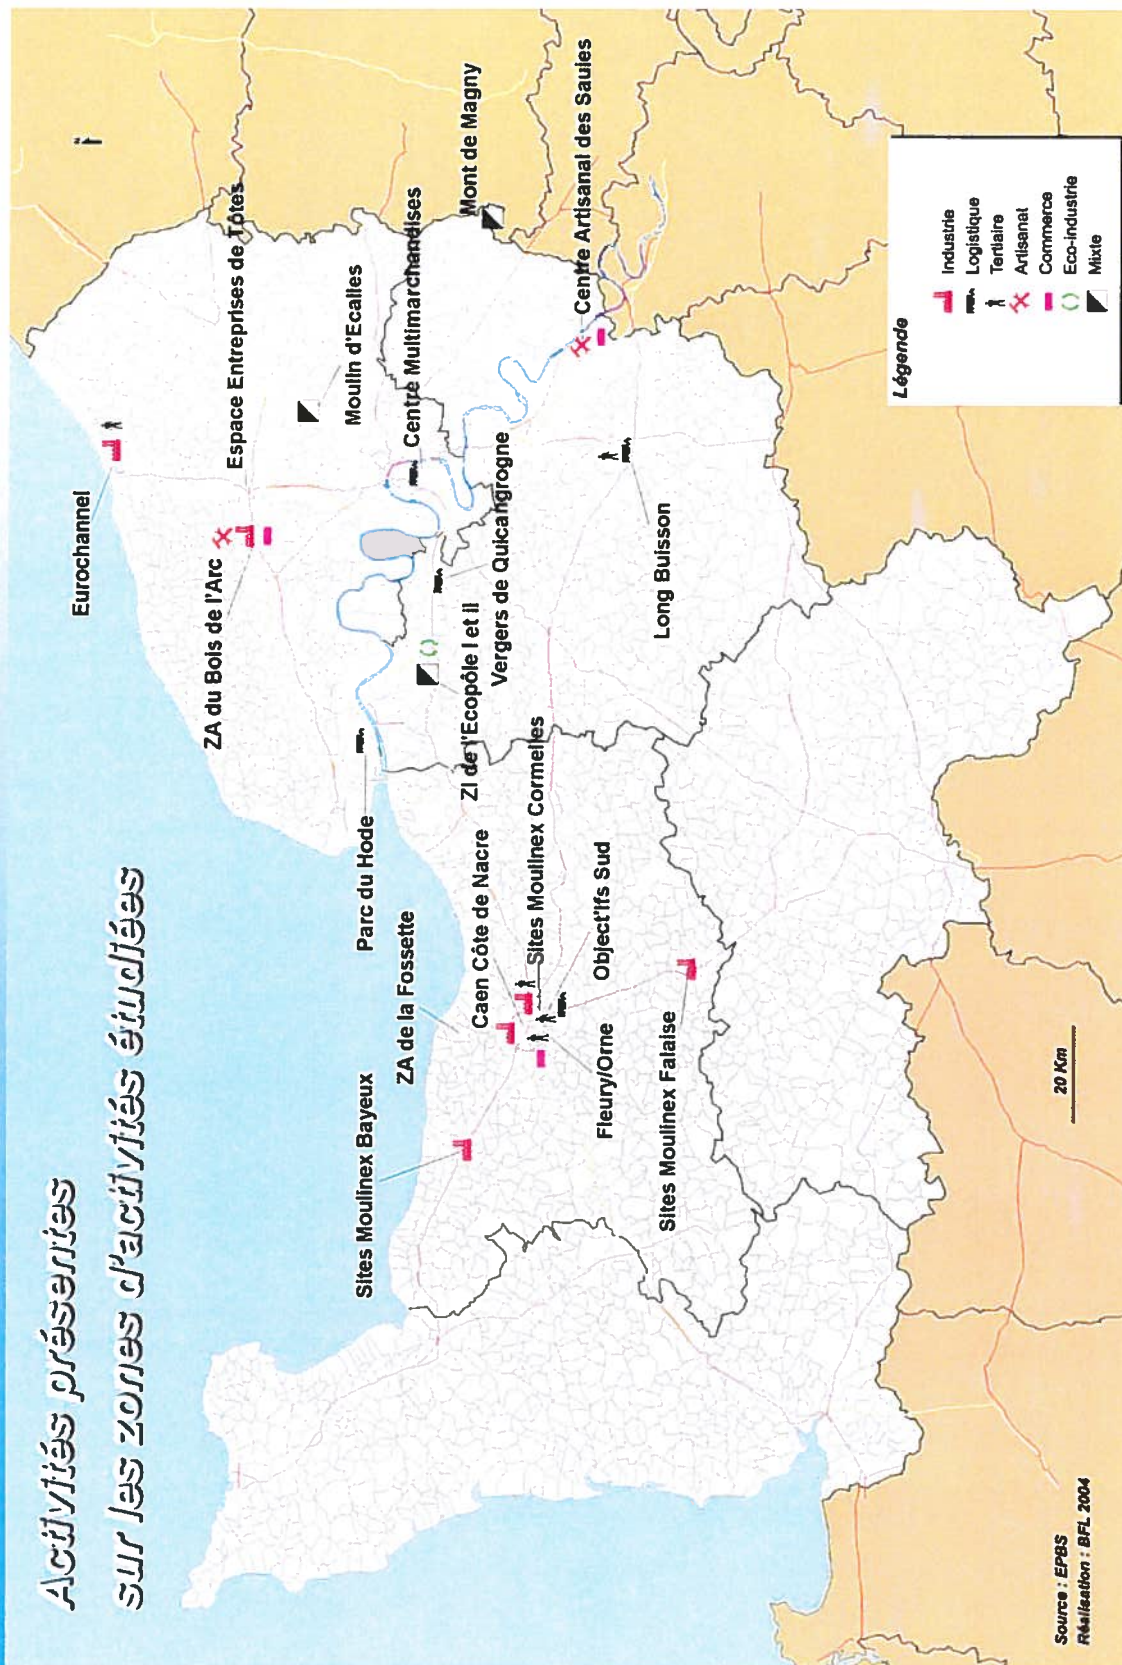 Activités présentes
sur les zones d'activités étudiées
N
Eurochannel
Espace Entreprises de Tôtes
ZA du Bois de l'Arc
Moulin d'Ecalles
Centre Multimarchandises
Mont de Magny
Centre Artisanal des Saules
Vergers de Quicangrogne
ZI de l'Ecopôle I et II
Long Buisson
Parc du Hode
ZA de la Fossette
Caen Côte de Nacre
Sites Moulinex Cormelles
Object'Ifs Sud
Fleury/Orne
Sites Moulinex Bayeux
Sites Moulinex Falaise
Légende
Industrie
Logistique
Tertiaire
Artisanat
Commerce
Eco-industrie
Mixte
20 Km
Source : EPBS
Réalisation : BFL 2004